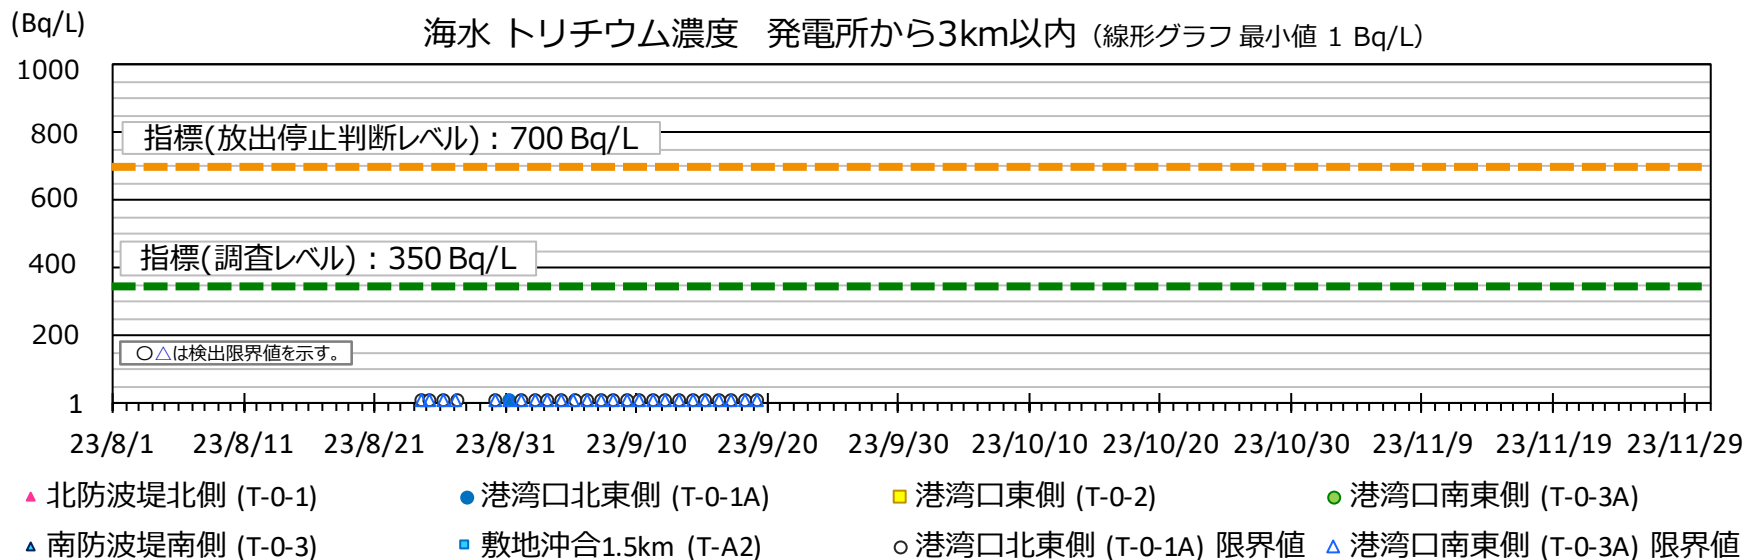 (Bq/L)
海水 トリチウム濃度 発電所から3km以内 (線形グラフ 最小値 1 Bq/L)
1000
800
指標(放出停止判断レベル) : 700 Bq/L
600
400
指標(調査レベル) : 350 Bq/L
200
○△は検出限界値を示す。
1
23/8/1 23/8/11 23/8/21 23/8/31 23/9/10 23/9/20 23/9/30 23/10/10 23/10/20 23/10/30 23/11/9 23/11/19 23/11/29
北防波堤北側 (T-0-1) 港湾口北東側 (T-0-1A) 港湾口東側 (T-0-2) 港湾口南東側 (T-0-3A)
南防波堤南側 (T-0-3) 敷地沖合1.5km (T-A2) 港湾口北東側 (T-0-1A) 限界値 港湾口南東側 (T-0-3A) 限界値